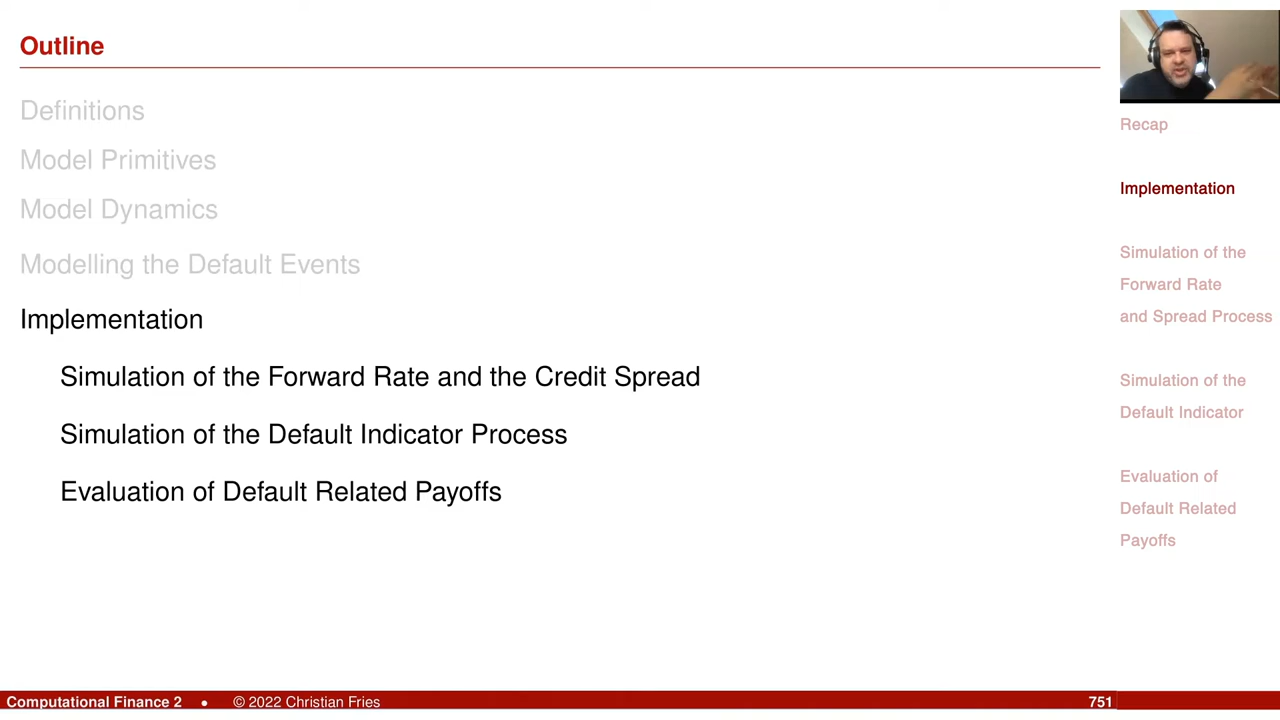 Outline
Definitions
Model Primitives
Model Dynamics
Modelling the Default Events
Implementation
Simulation of the Forward Rate and the Credit Spread
Simulation of the Default Indicator Process
Evaluation of Default Related Payoffs
Recap
Implementation
Simulation of the
Forward Rate
and Spread Process
Simulation of the
Default Indicator
Evaluation of
Default Related
Payoffs
Computational Finance 2 • © 2022 Christian Fries 751